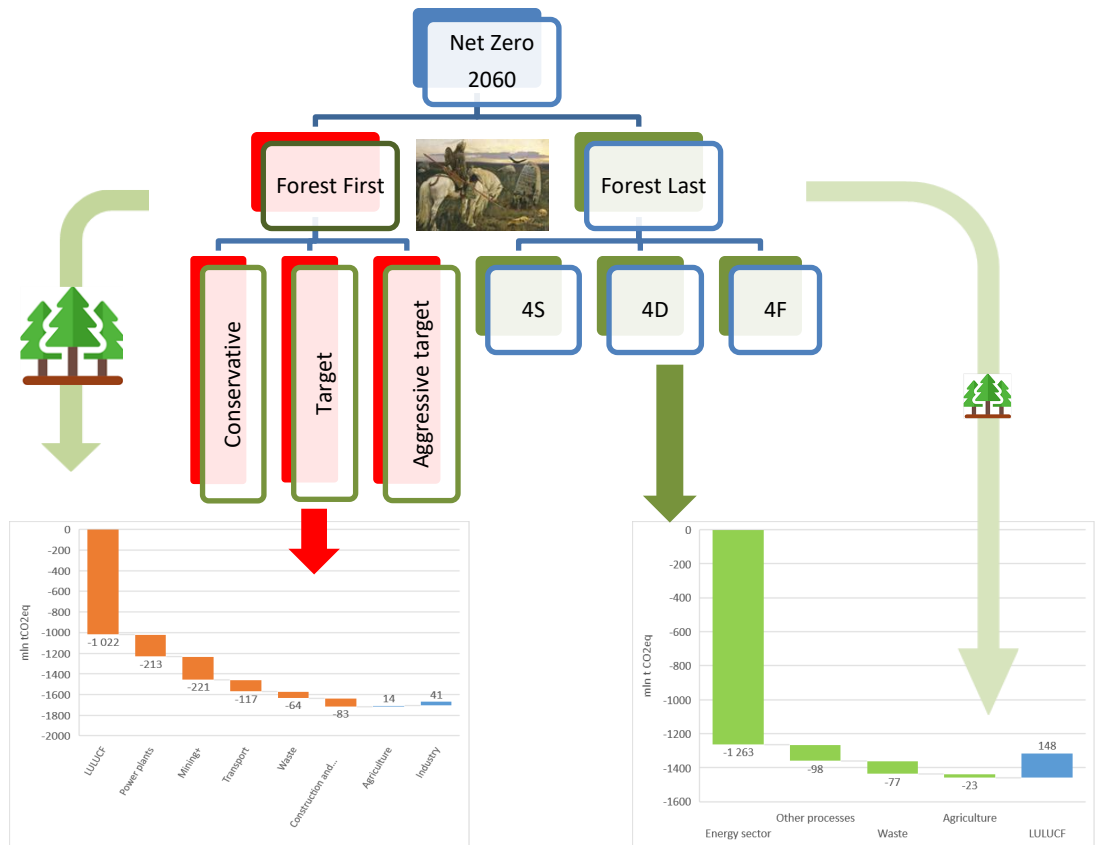 Net Zero
2060
Forest First
Forest Last
Conservative
Target
Aggressive target
4S
4D
4F
mln tCO2eq
0
-200
-400
-600
-800
-1000
-1200
-1400
-1600
-1800
-2000
-1 022
-213
-221
-117
-64
-83
14
41
LULUCF
Power plants
Mining+
Transport
Waste
Construction and...
Agriculture
Industry
mln t CO2eq
0
-200
-400
-600
-800
-1000
-1200
-1400
-1600
-1 263
-98
-77
-23
148
Other processes
Agriculture
Energy sector
Waste
LULUCF